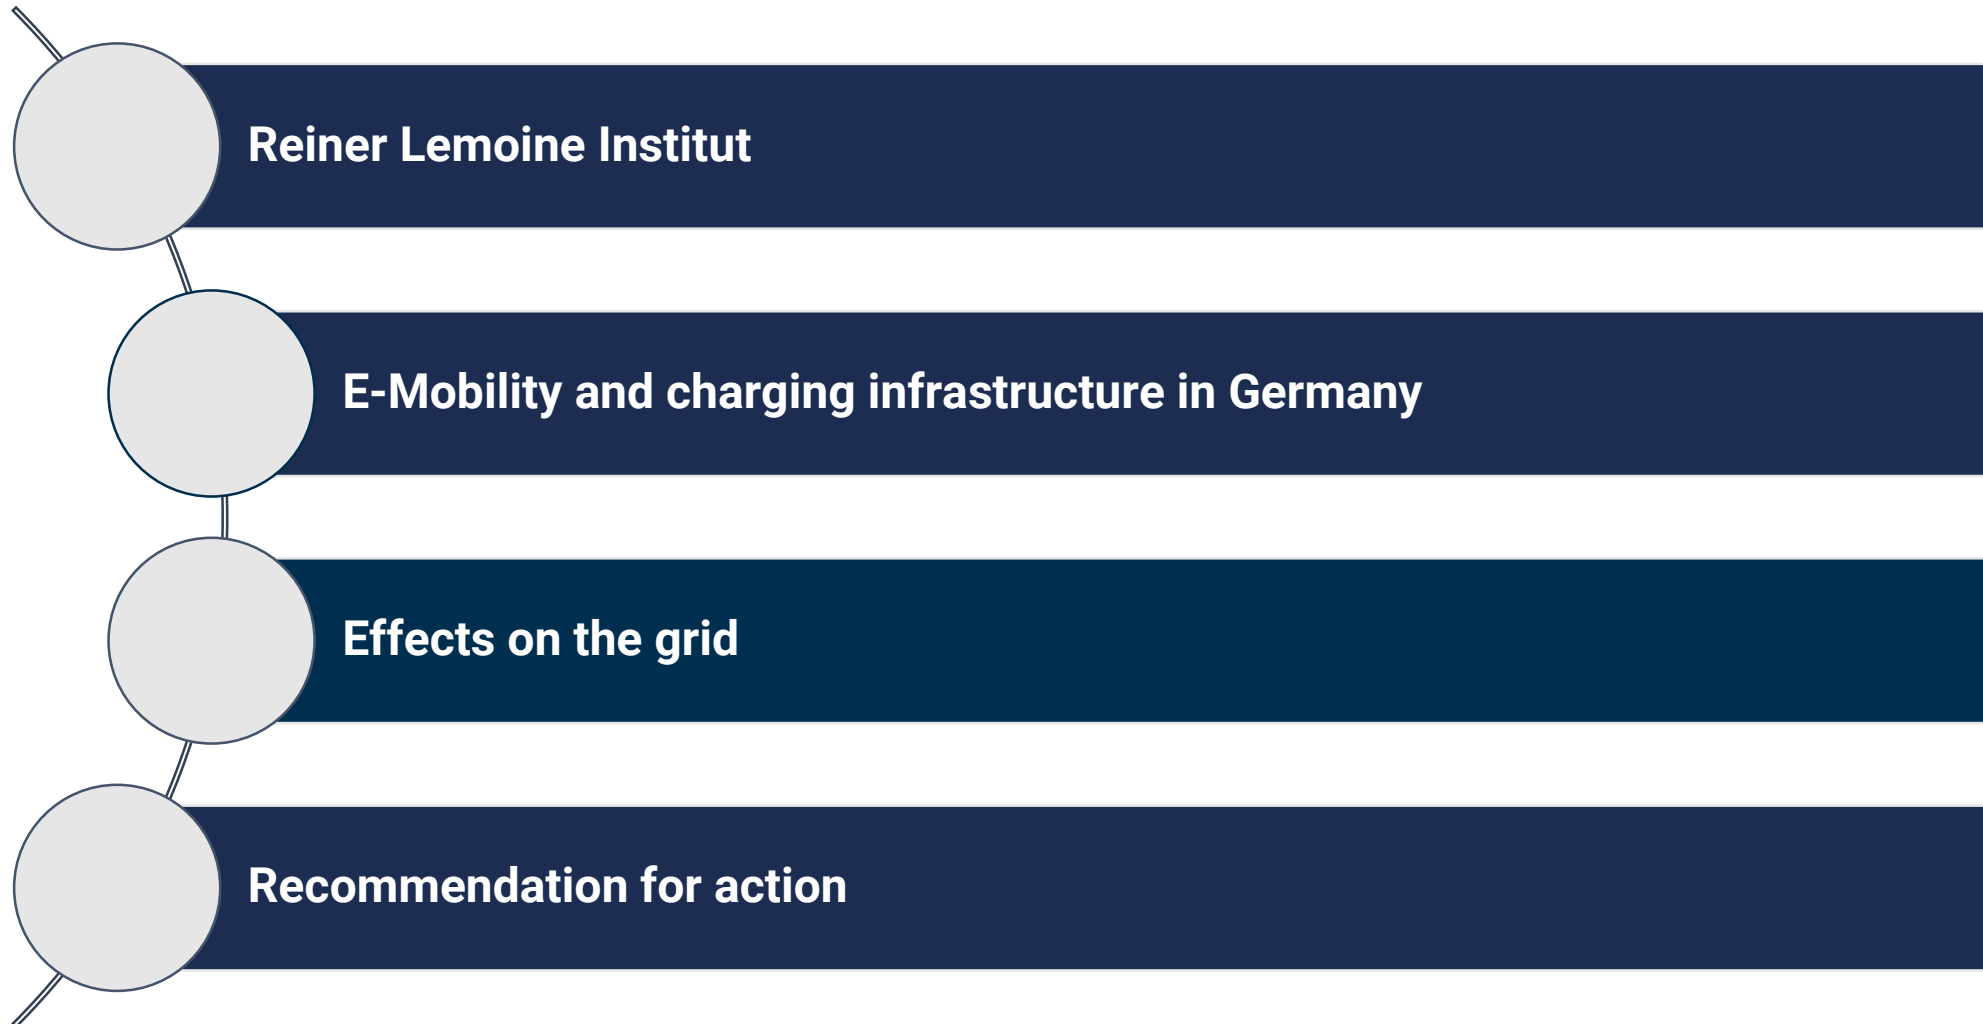 Reiner Lemoine Institut
E-Mobility and charging infrastructure in Germany
Effects on the grid
Recommendation for action